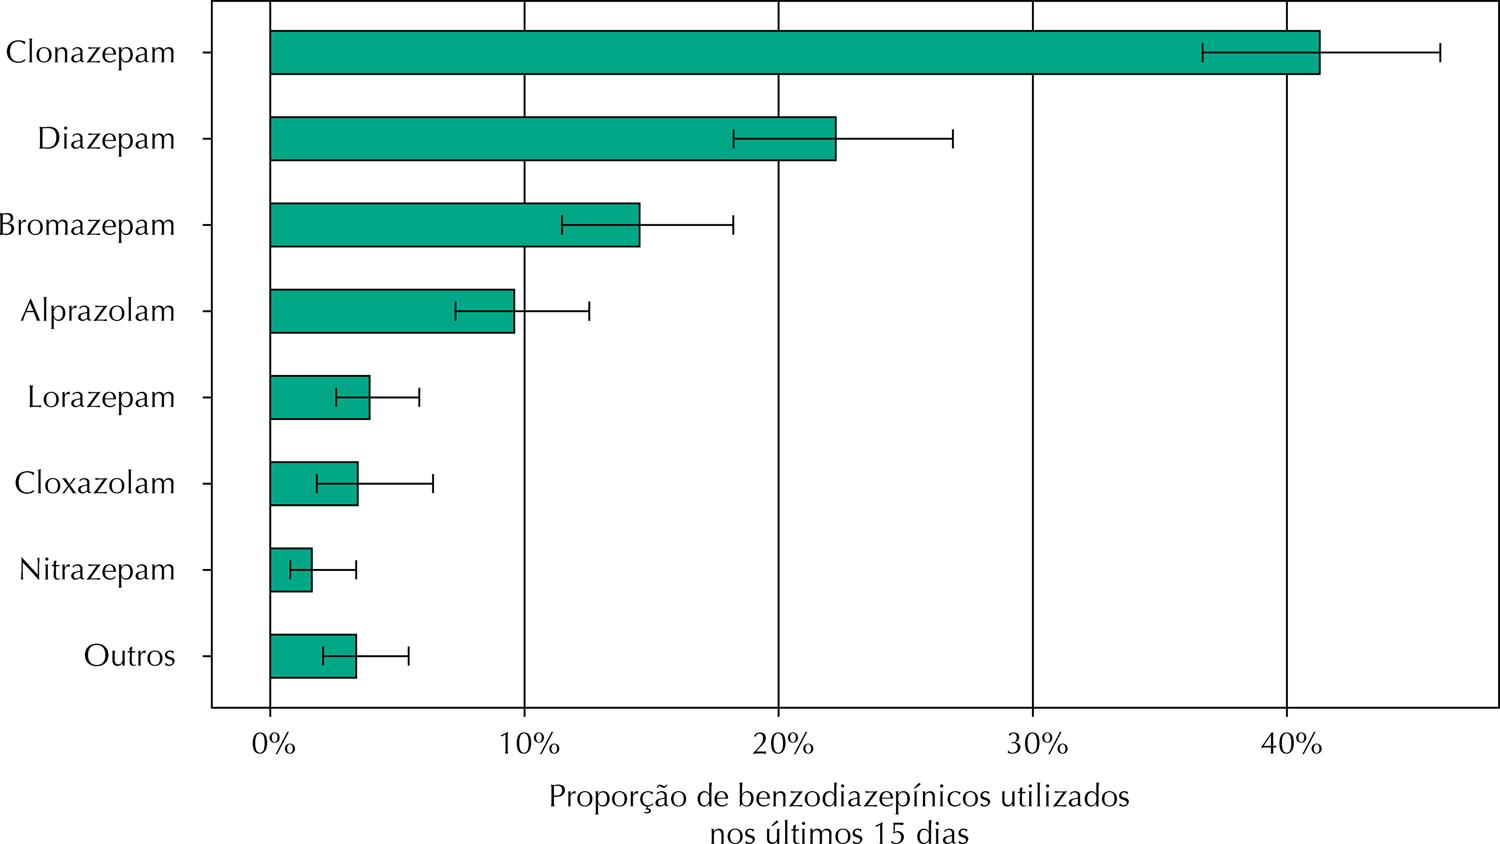 Clonazepam
Diazepam
Bromazepam
Alprazolam
Lorazepam
Cloxazolam
Nitrazepam
Outros
0% 10% 20% 30% 40%
Proporção de benzodiazepínicos utilizados
nos últimos 15 dias